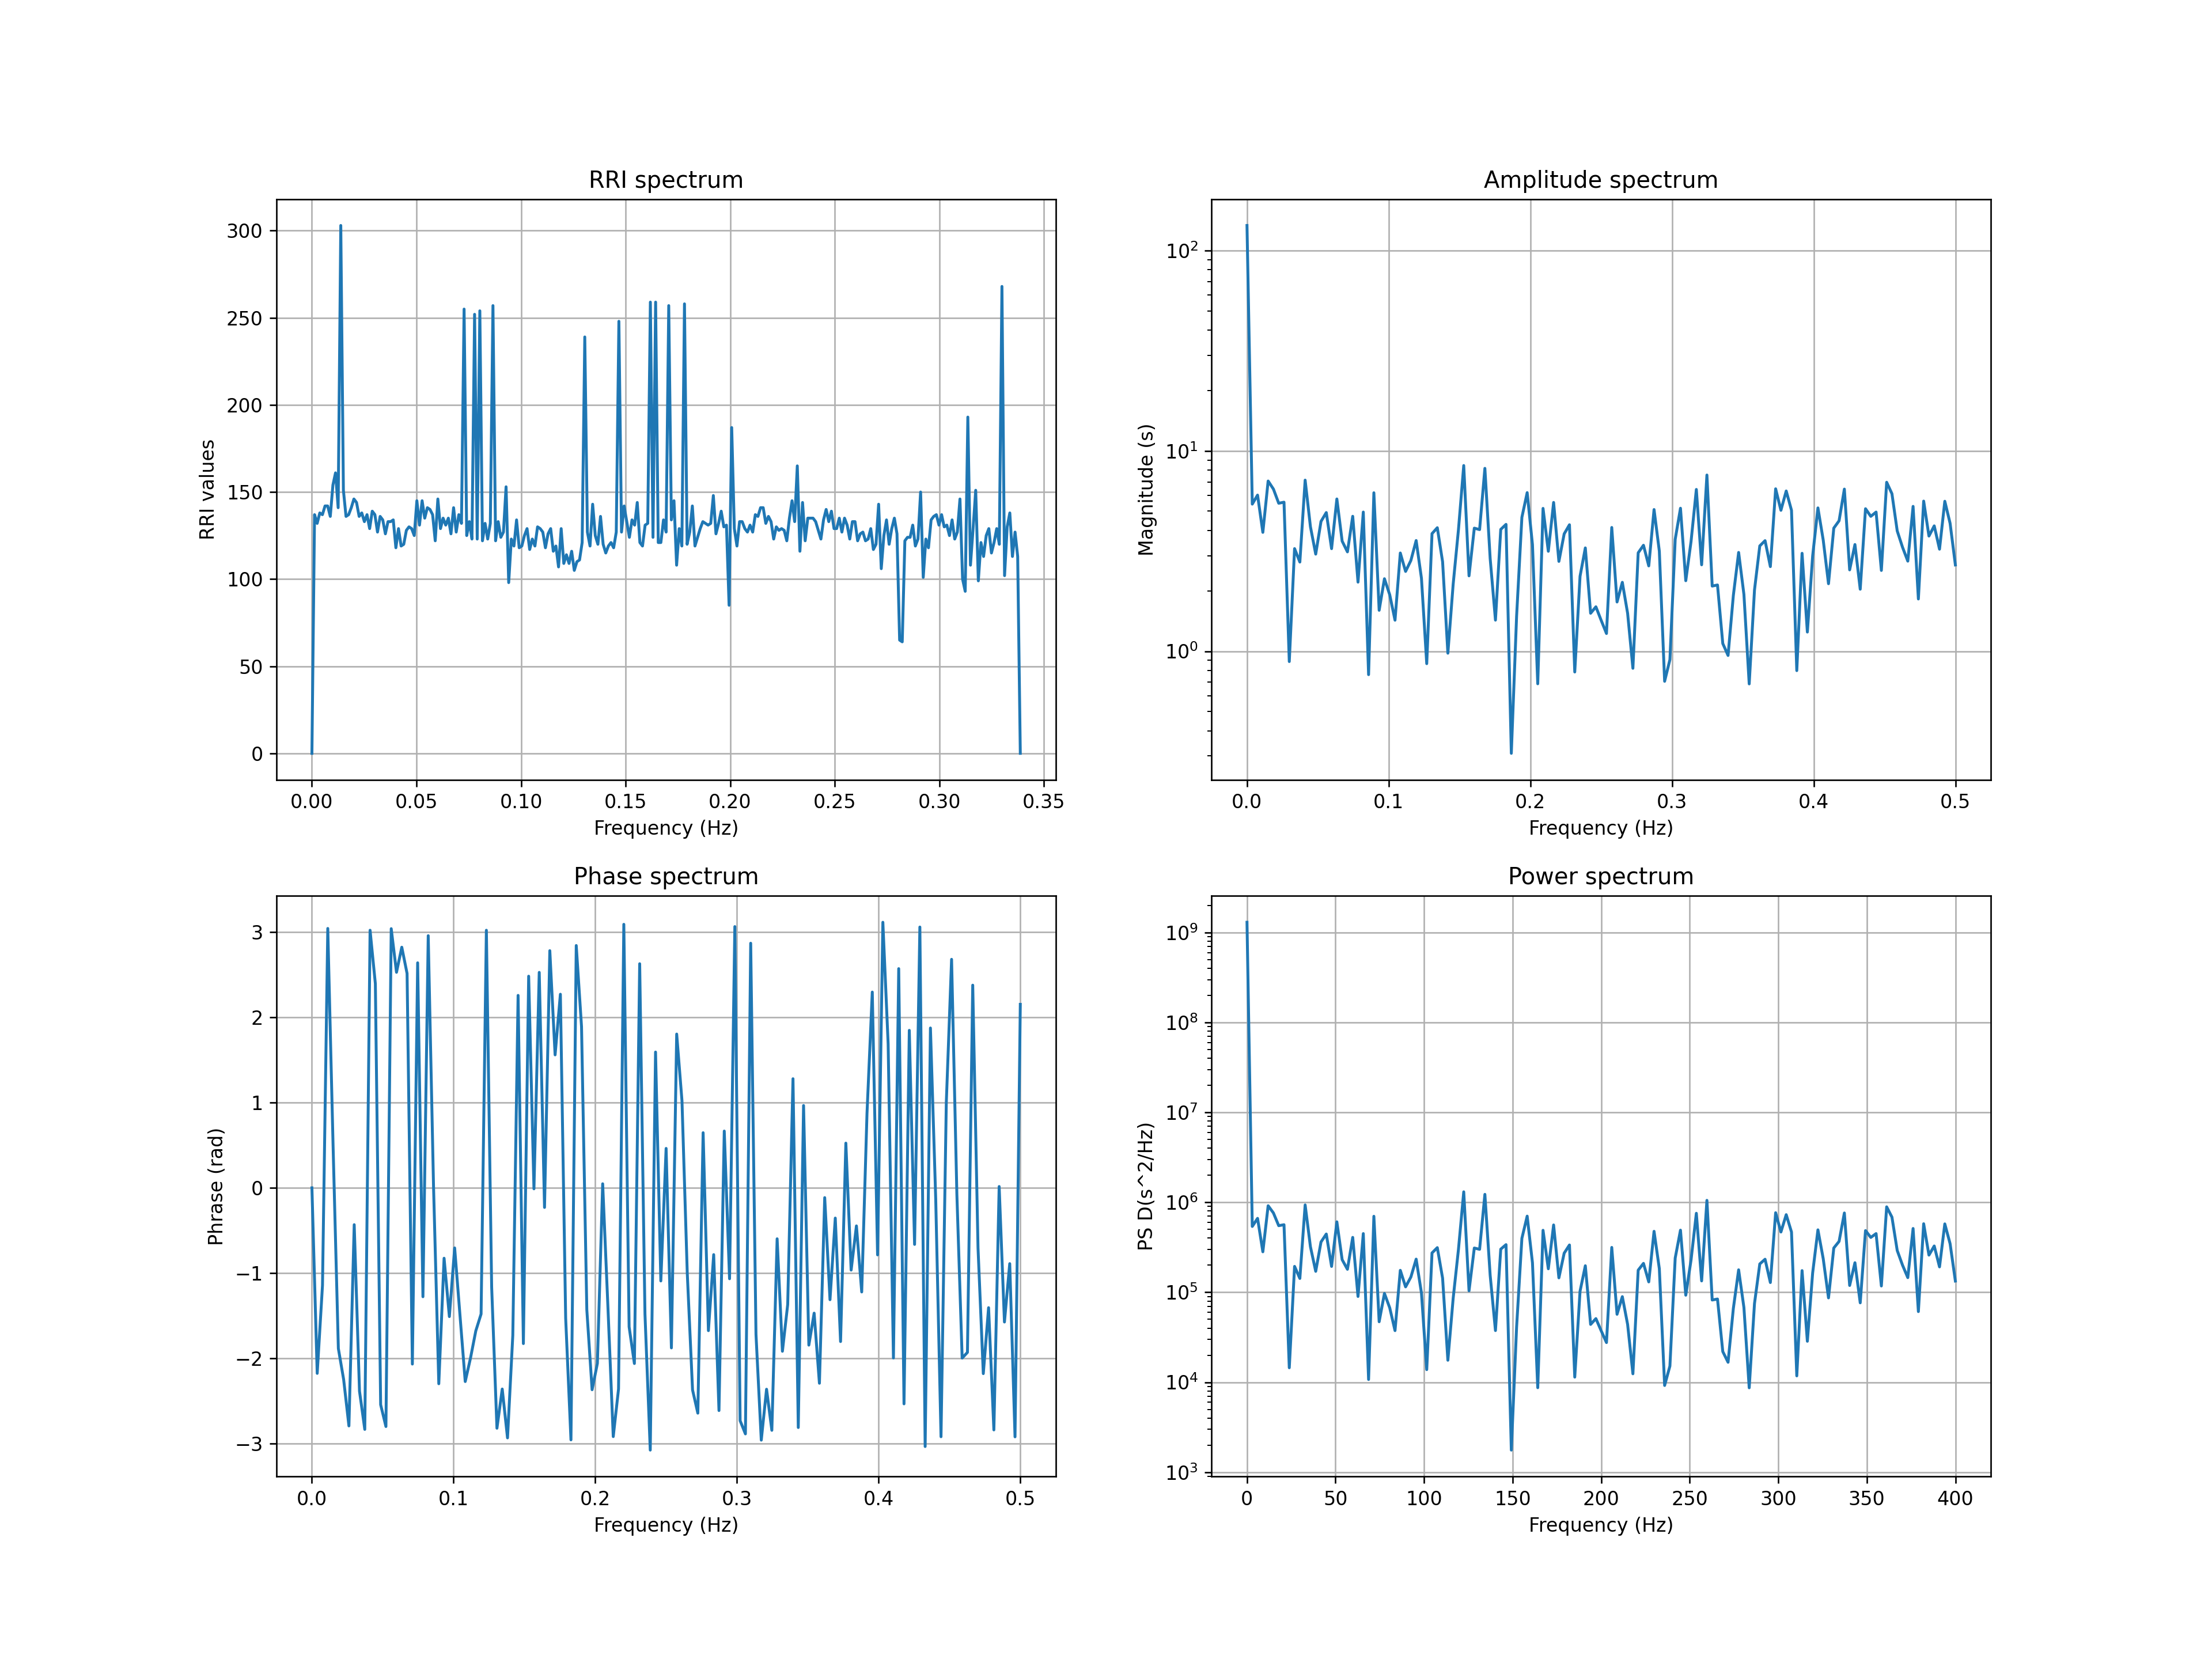 RRI spectrum
RRI values
300
250
200
150
100
50
0
0.00 0.05 0.10 0.15 0.20 0.25 0.30 0.35
Frequency (Hz)
Amplitude spectrum
Magnitude (s)
10²
10¹
10⁰
0.0 0.1 0.2 0.3 0.4 0.5
Frequency (Hz)
Phase spectrum
Phrase (rad)
3
2
1
0
−1
−2
−3
0.0 0.1 0.2 0.3 0.4 0.5
Frequency (Hz)
Power spectrum
PS D(s^2/Hz)
10⁹
10⁸
10⁷
10⁶
10⁵
10⁴
10³
0 50 100 150 200 250 300 350 400
Frequency (Hz)